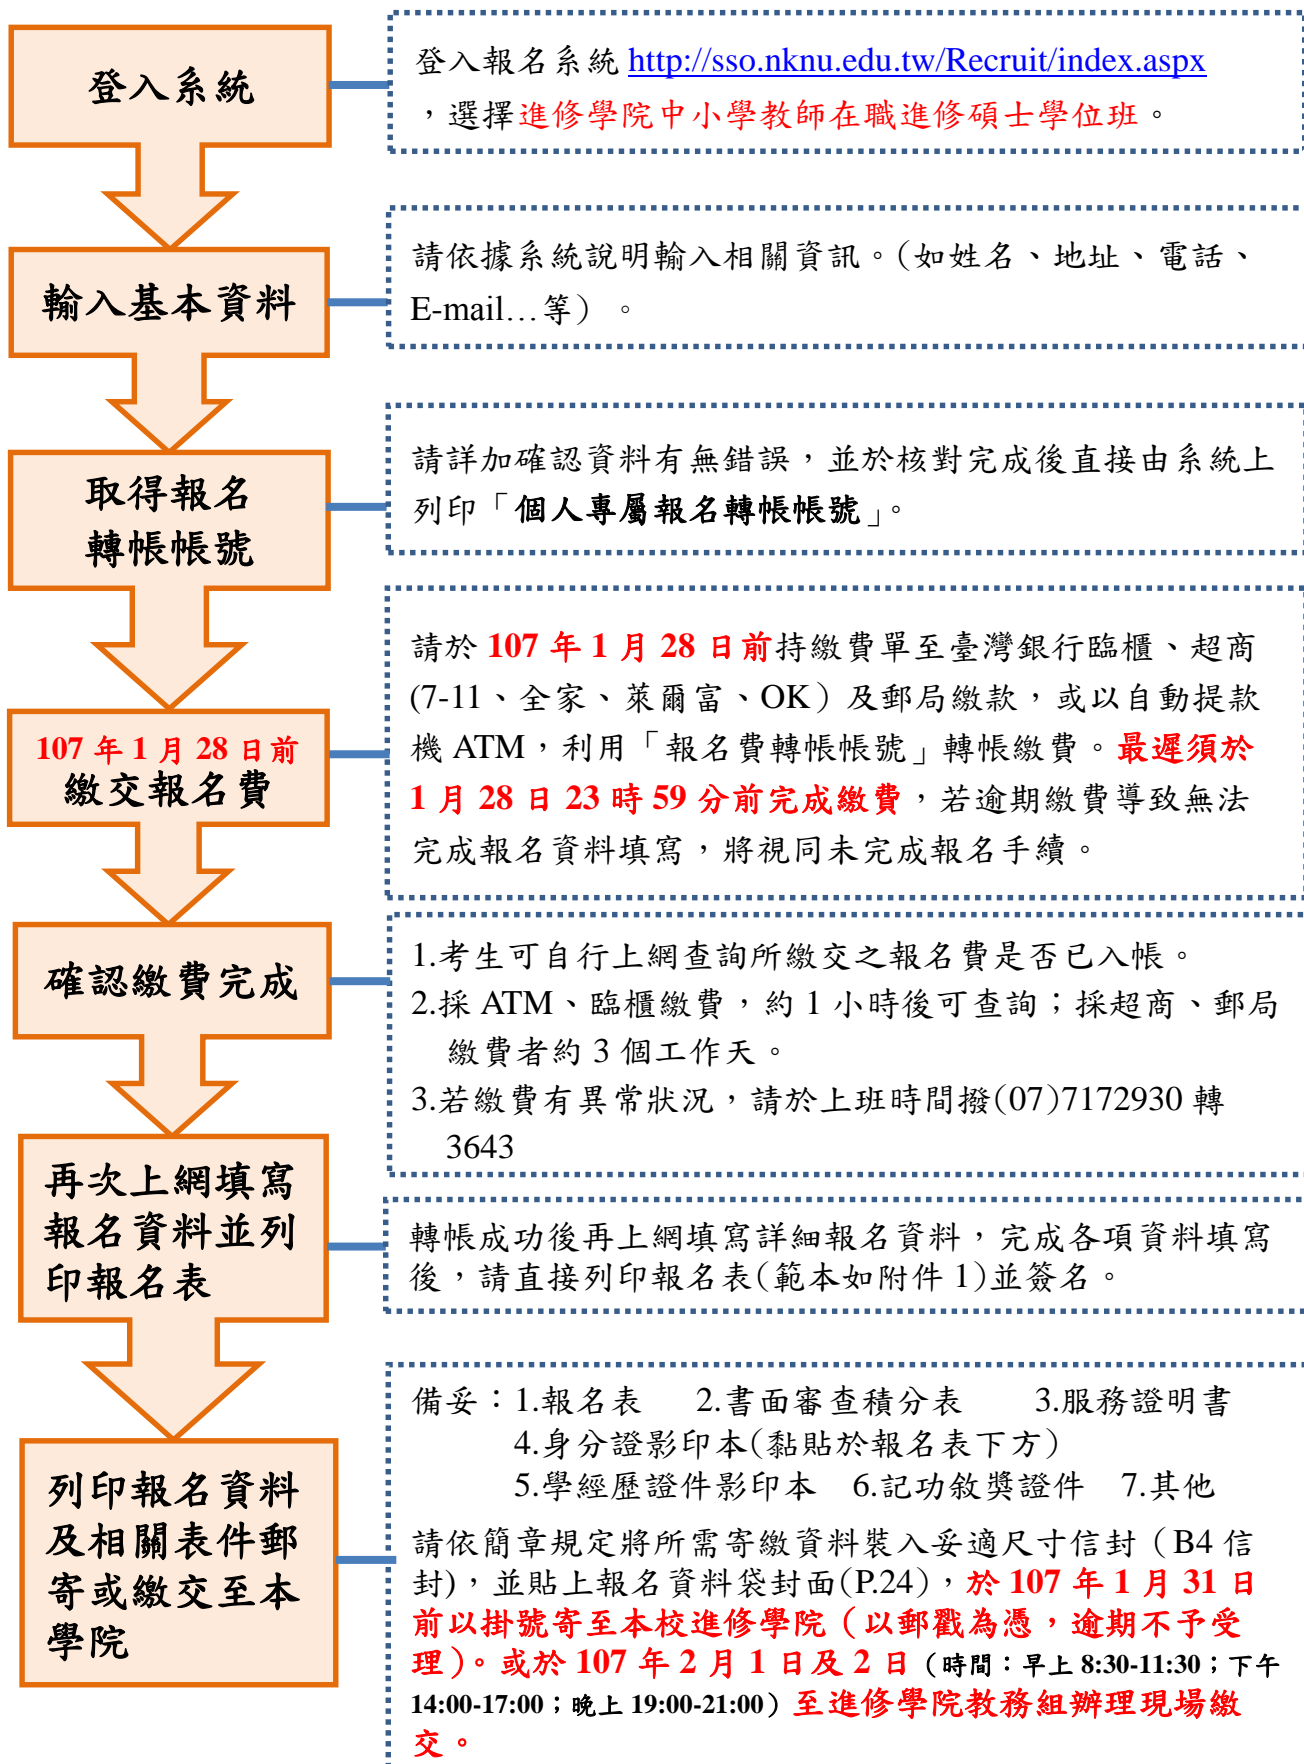 登入系統
登入報名系統 http://sso.nknu.edu.tw/Recruit/index.aspx
，選擇進修學院中小學教師在職進修碩士學位班。
輸入基本資料
請依據系統說明輸入相關資訊。(如姓名、地址、電話、
E-mail…等）。
取得報名
轉帳帳號
請詳加確認資料有無錯誤，並於核對完成後直接由系統上
列印「個人專屬報名轉帳帳號」。
107 年 1 月 28 日前
繳交報名費
請於 107 年 1 月 28 日前持繳費單至臺灣銀行臨櫃、超商
(7-11、全家、萊爾富、OK）及郵局繳款，或以自動提款
機 ATM，利用「報名費轉帳帳號」轉帳繳費。最遲須於
1 月 28 日 23 時 59 分前完成繳費，若逾期繳費導致無法
完成報名資料填寫，將視同未完成報名手續。
確認繳費完成
1.考生可自行上網查詢所繳交之報名費是否已入帳。
2.採 ATM、臨櫃繳費，約 1 小時後可查詢；採超商、郵局
繳費者約 3 個工作天。
3.若繳費有異常狀況，請於上班時間撥(07)7172930 轉
3643
再次上網填寫
報名資料並列
印報名表
轉帳成功後再上網填寫詳細報名資料，完成各項資料填寫
後，請直接列印報名表(範本如附件 1)並簽名。
列印報名資料
及相關表件郵
寄或繳交至本
學院
備妥：1.報名表 2.書面審查積分表 3.服務證明書
4.身分證影印本(黏貼於報名表下方）
5.學經歷證件影印本 6.記功敘獎證件 7.其他
請依簡章規定將所需寄繳資料裝入妥適尺寸信封（B4 信
封)，並貼上報名資料袋封面(P.24)，於 107 年 1 月 31 日
前以掛號寄至本校進修學院（以郵戳為憑，逾期不予受
理）。或於 107 年 2 月 1 日及 2 日（時間：早上 8:30-11:30；下午
14:00-17:00；晚上 19:00-21:00）至進修學院教務組辦理現場繳
交。